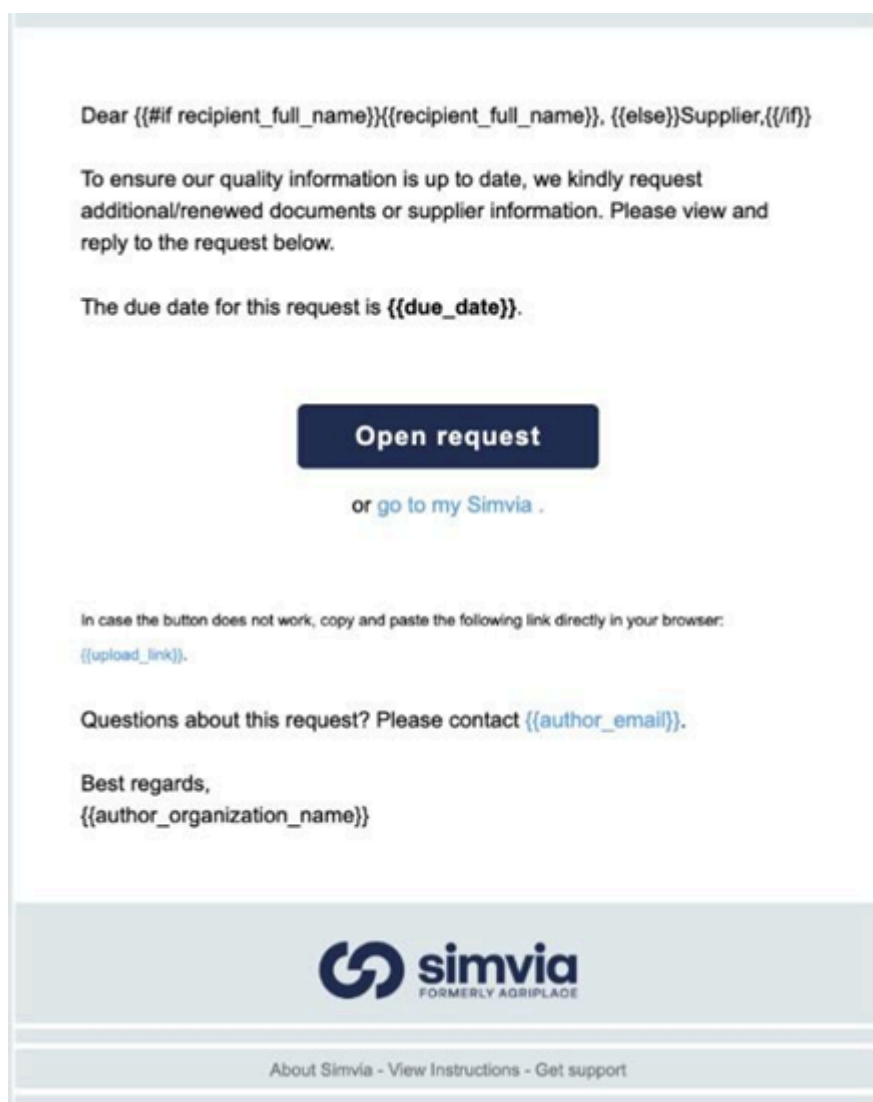 Dear {{#if recipient_full_name}}{{recipient_full_name}}, {{else}}Supplier,{{/if}}
To ensure our quality information is up to date, we kindly request
additional/renewed documents or supplier information. Please view and
reply to the request below.
The due date for this request is {{due_date}}.
Open request
or go to my Simvia .
In case the button does not work, copy and paste the following link directly in your browser:
{{upload_link}}.
Questions about this request? Please contact {{author_email}}.
Best regards,
{{author_organization_name}}
simvia
FORMERLY AGRIPLACE
About Simvia - View Instructions - Get support